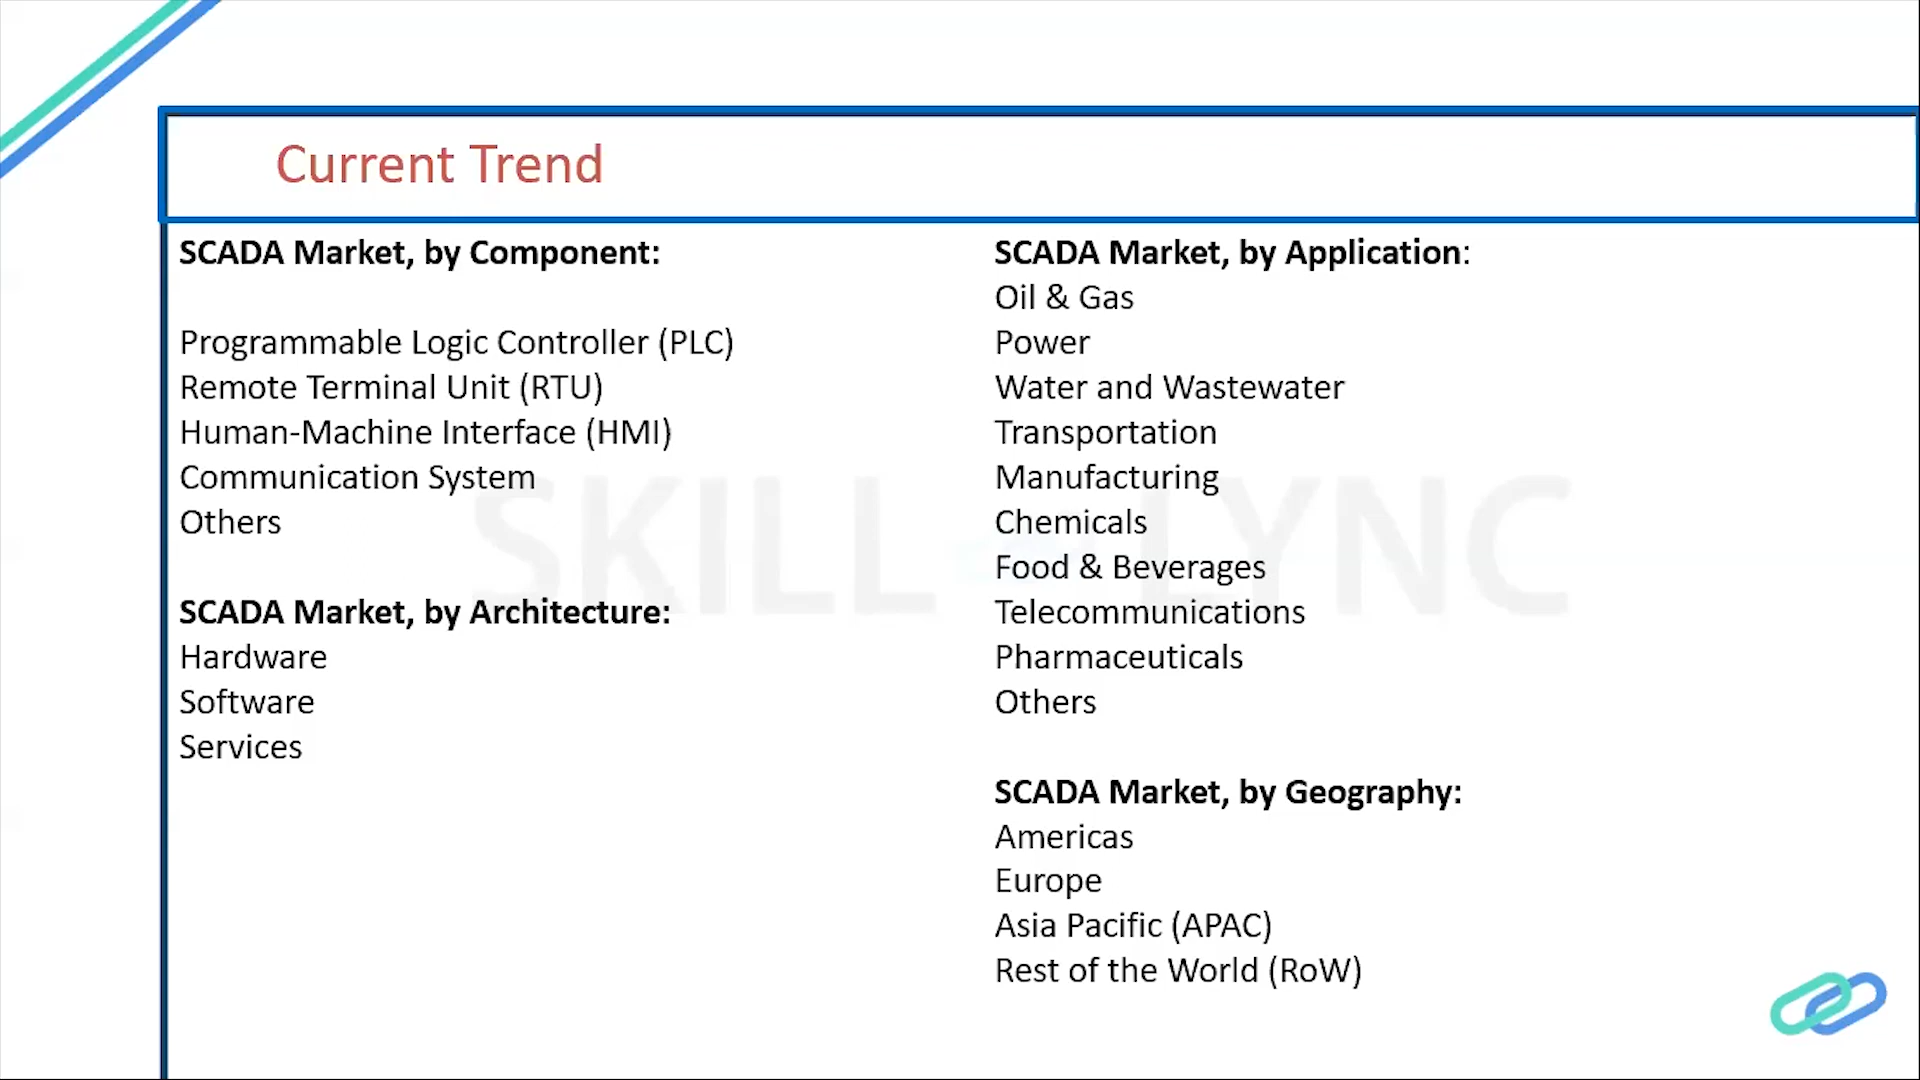 Current Trend
SCADA Market, by Component:
Programmable Logic Controller (PLC)
Remote Terminal Unit (RTU)
Human-Machine Interface (HMI)
Communication System
Others
SCADA Market, by Architecture:
Hardware
Software
Services
SCADA Market, by Application:
Oil & Gas
Power
Water and Wastewater
Transportation
Manufacturing
Chemicals
Food & Beverages
Telecommunications
Pharmaceuticals
Others
SCADA Market, by Geography:
Americas
Europe
Asia Pacific (APAC)
Rest of the World (RoW)
SKILL LYNC